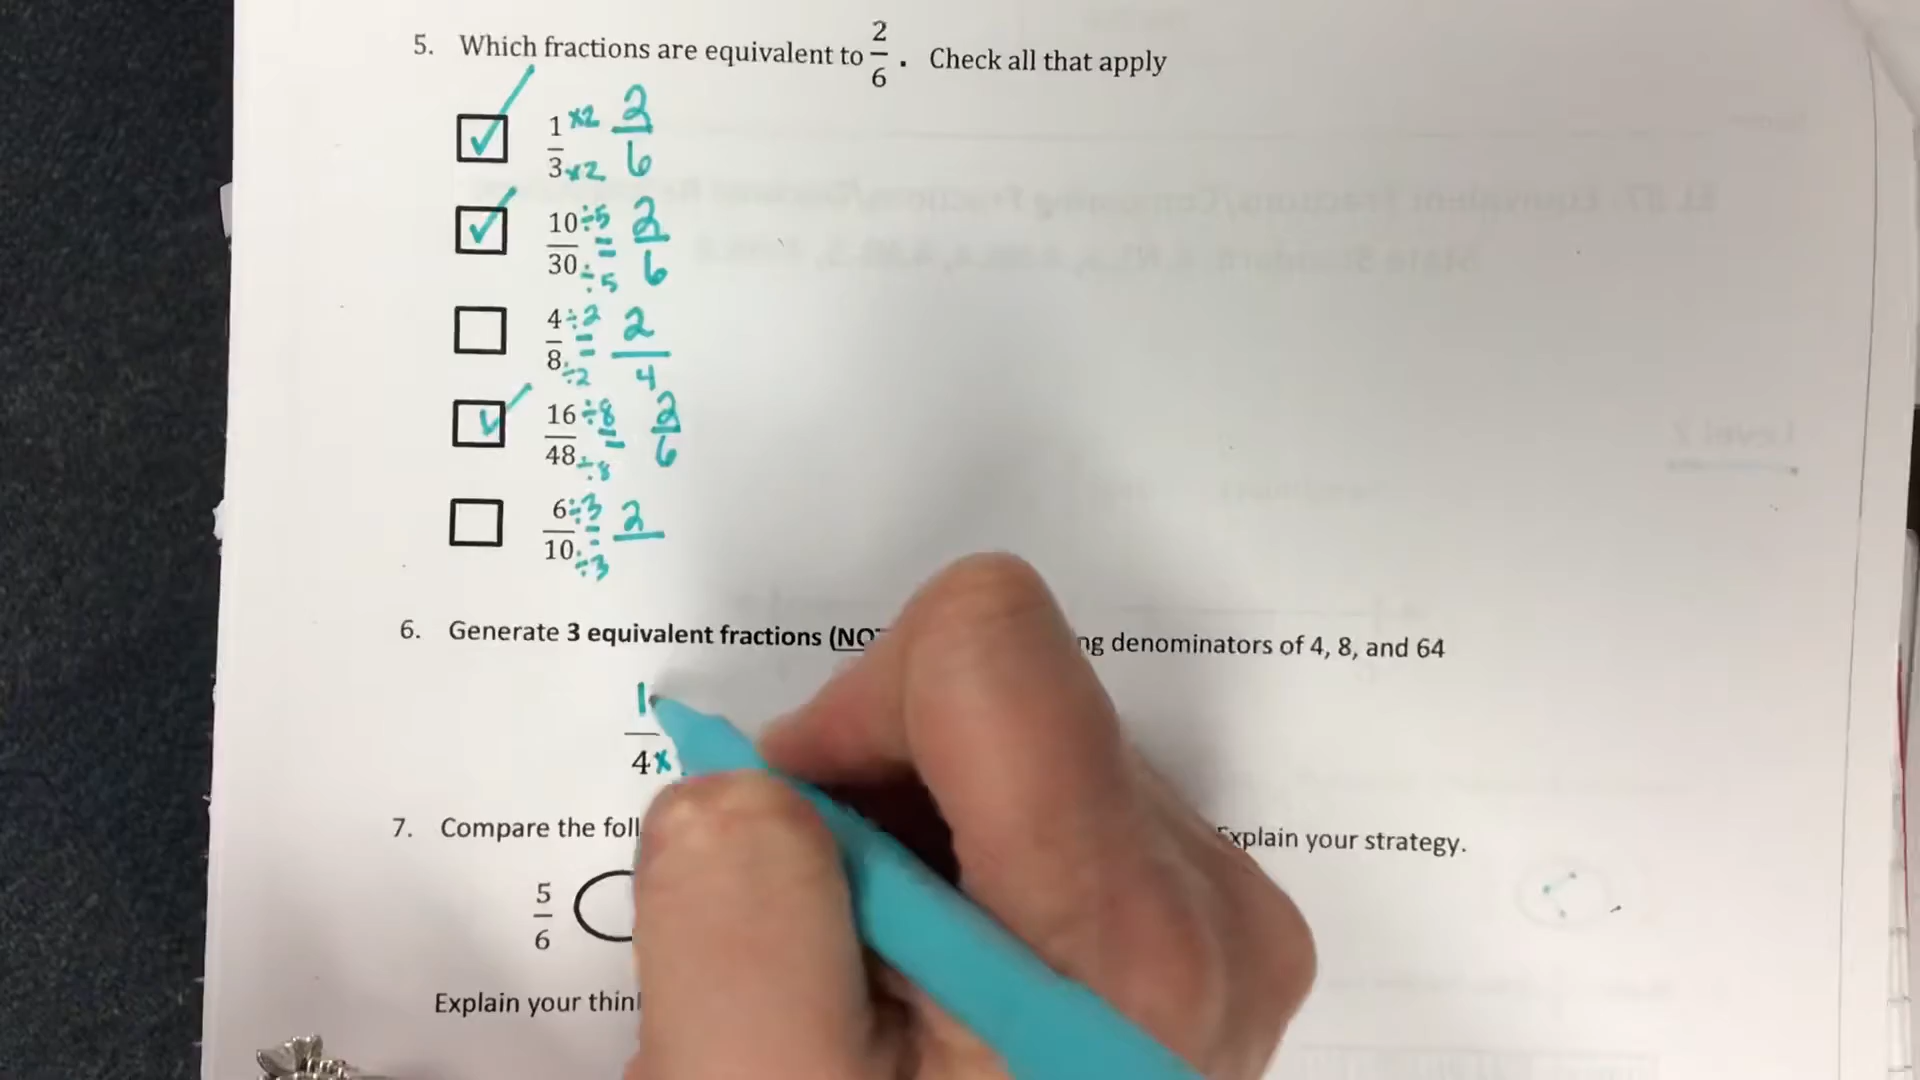 5. Which fractions are equivalent to 2/6 . Check all that apply
✓ 1/3 ×2 ×2 2/6
✓ 10/30 ÷5 ÷5 = 2/6
4/8 ÷2 ÷2 = 2/4
✓ 16/48 ÷8 ÷8 = 2/6
6/10 ÷3 ÷3 = 2
6. Generate 3 equivalent fractions (NO ng denominators of 4, 8, and 64
1/4 ×
7. Compare the foll Explain your strategy.
5/6
Explain your thin